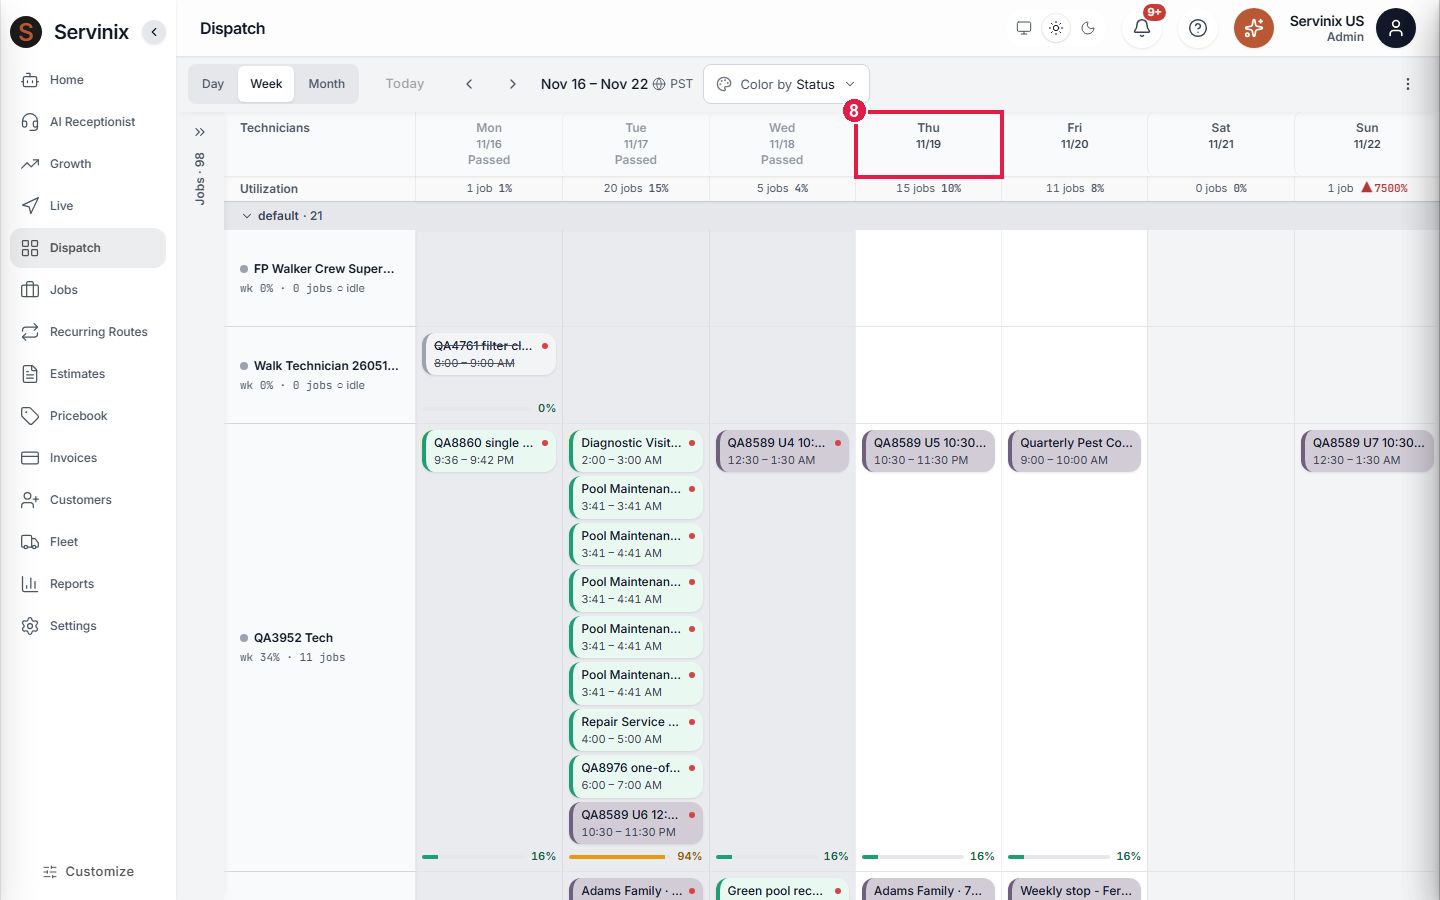 Servinix
Dispatch
9+
Servinix US
Admin
Home
AI Receptionist
Growth
Live
Dispatch
Jobs
Recurring Routes
Estimates
Pricebook
Invoices
Customers
Fleet
Reports
Settings
Customize
Day Week Month Today Nov 16 – Nov 22 PST Color by Status
8
Jobs · 98
Technicians
Mon 11/16 Passed
Tue 11/17 Passed
Wed 11/18 Passed
Thu 11/19
Fri 11/20
Sat 11/21
Sun 11/22
Utilization 1 job 1% 20 jobs 15% 5 jobs 4% 15 jobs 10% 11 jobs 8% 0 jobs 0% 1 job 7500%
default · 21
FP Walker Crew Super...
wk 0% · 0 jobs idle
Walk Technician 26051...
wk 0% · 0 jobs idle
QA4761 filter cl...
8:00 – 9:00 AM
0%
QA3952 Tech
wk 34% · 11 jobs
QA8860 single ...
9:36 – 9:42 PM
16%
Diagnostic Visit...
2:00 – 3:00 AM
Pool Maintenan...
3:41 – 3:41 AM
Pool Maintenan...
3:41 – 4:41 AM
Pool Maintenan...
3:41 – 4:41 AM
Pool Maintenan...
3:41 – 4:41 AM
Pool Maintenan...
3:41 – 4:41 AM
Repair Service ...
4:00 – 5:00 AM
QA8976 one-of...
6:00 – 7:00 AM
QA8589 U6 12:...
10:30 – 11:30 PM
94%
QA8589 U4 10:...
12:30 – 1:30 AM
16%
QA8589 U5 10:30...
10:30 – 11:30 PM
16%
Quarterly Pest Co...
9:00 – 10:00 AM
16%
QA8589 U7 10:30...
12:30 – 1:30 AM
Adams Family · ...
Green pool rec...
Adams Family · 7...
Weekly stop - Fer...